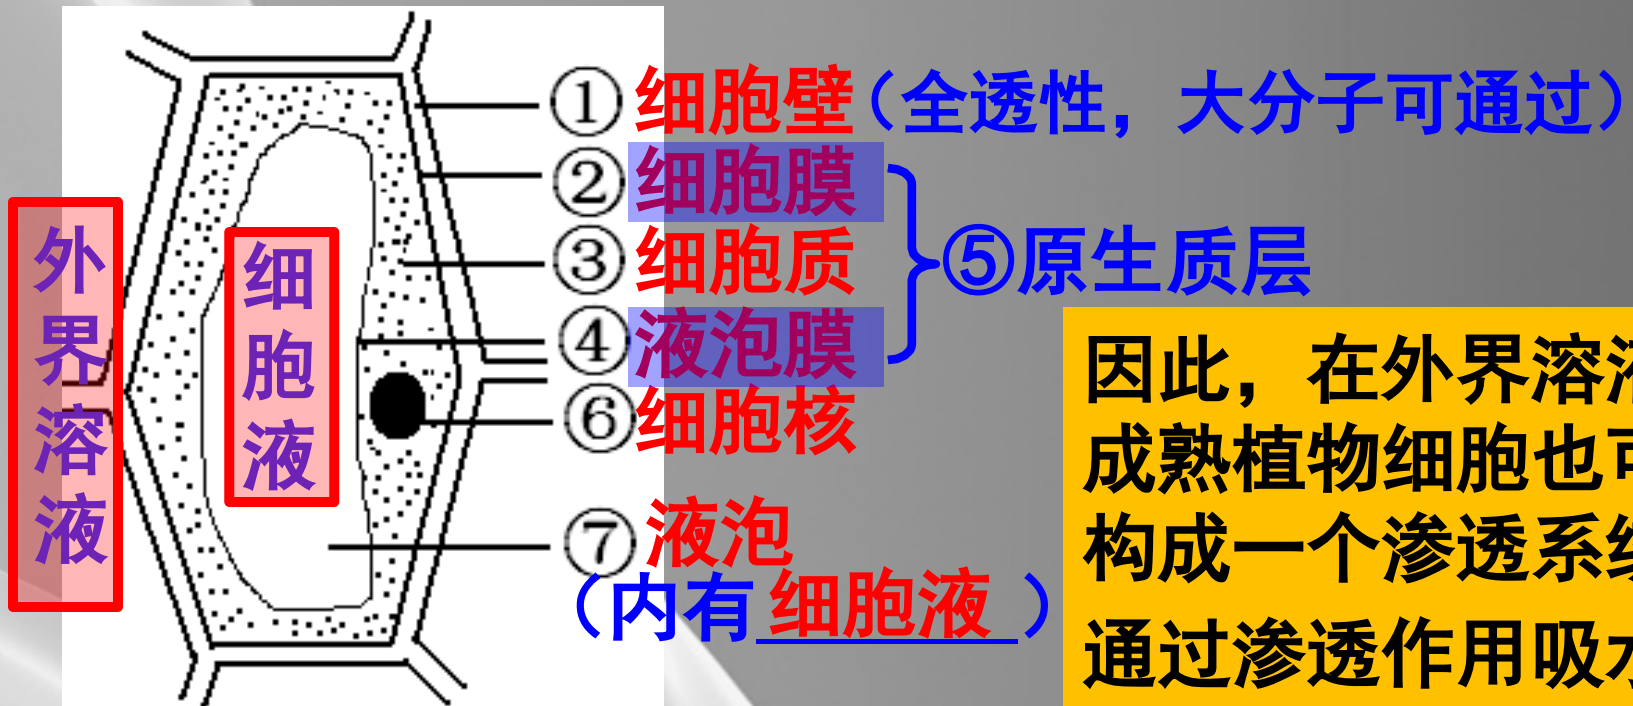 ①细胞壁（全透性，大分子可通过）
②细胞膜
③细胞质
④液泡膜
⑤原生质层
⑥细胞核
⑦液泡
（内有细胞液）
外界溶液
细胞液
因此，在外界溶
成熟植物细胞也
构成一个渗透系
通过渗透作用吸